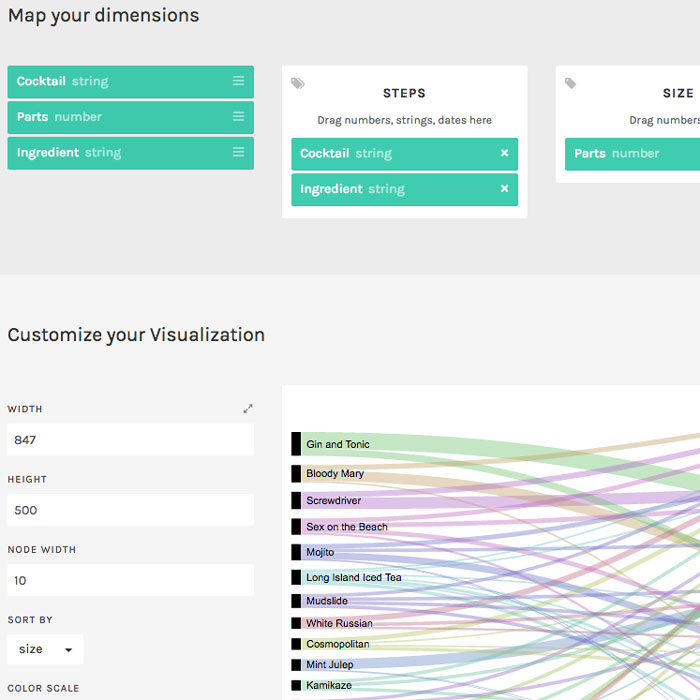 Map your dimensions
Cocktail string
Parts number
Ingredient string
STEPS
Drag numbers, strings, dates here
Cocktail string
Ingredient string
SIZE
Drag numbers
Parts number
Customize your Visualization
WIDTH
847
HEIGHT
500
NODE WIDTH
10
SORT BY
size
COLOR SCALE
Gin and Tonic
Bloody Mary
Screwdriver
Sex on the Beach
Mojito
Long Island Iced Tea
Mudslide
White Russian
Cosmopolitan
Mint Julep
Kamikaze